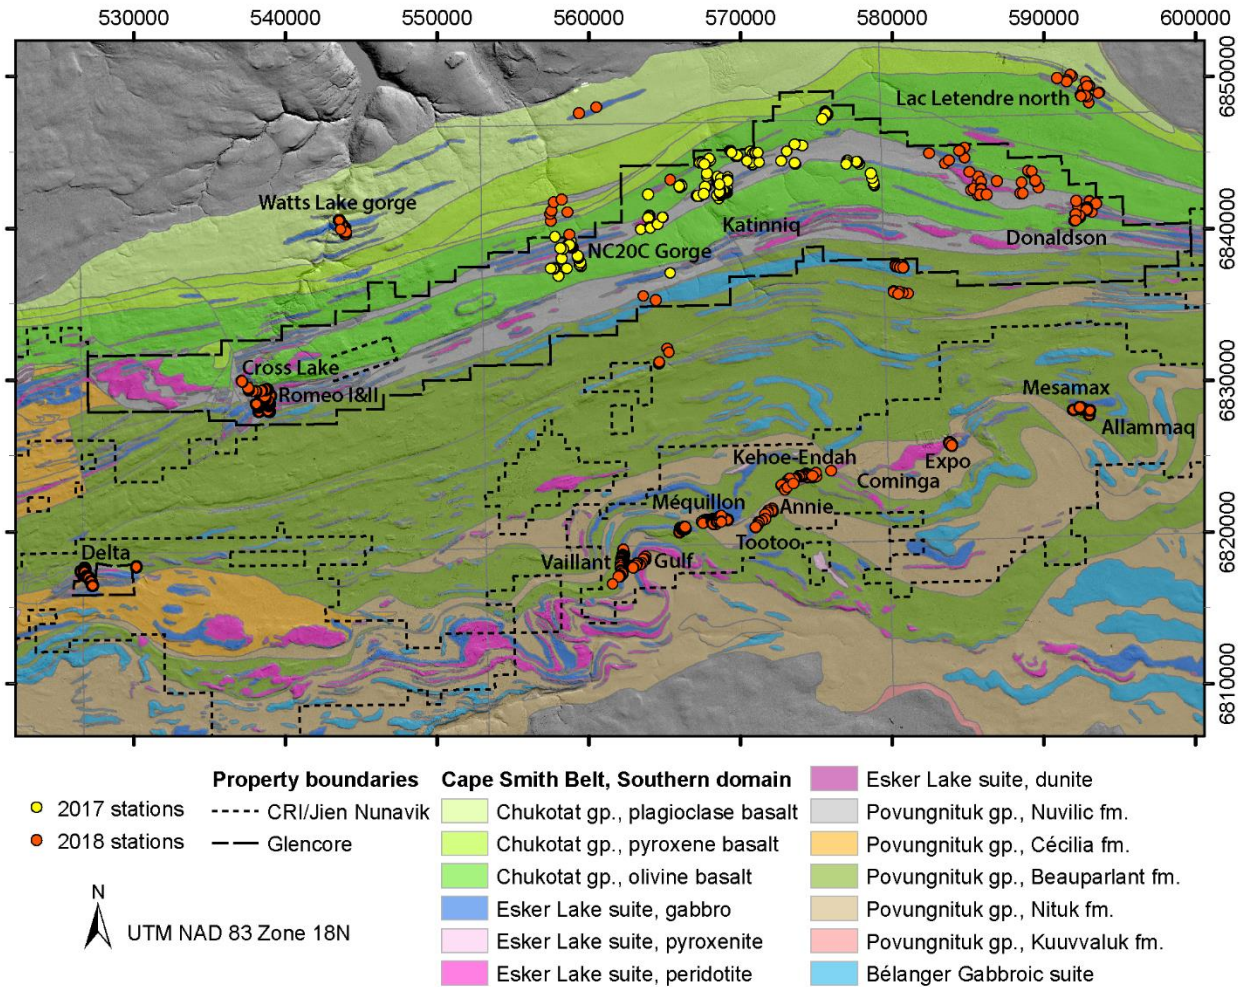 530000 540000 550000 560000 570000 580000 590000 600000
6850000
Lac Letendre north
Watts Lake gorge
6840000
Katinniq
Donaldson
NC20C Gorge
Cross Lake
Romeo I&II
6830000
Mesamax
Allammaq
Kehoe-Endah
Expo
Cominga
Méquillon
Annie
Tootoo
6820000
Delta
Vaillant
Gulf
6810000
Property boundaries
Cape Smith Belt, Southern domain
2017 stations
2018 stations
CRI/Jien Nunavik
Glencore
N
UTM NAD 83 Zone 18N
Chukotat gp., plagioclase basalt
Chukotat gp., pyroxene basalt
Chukotat gp., olivine basalt
Esker Lake suite, gabbro
Esker Lake suite, pyroxenite
Esker Lake suite, peridotite
Esker Lake suite, dunite
Povungnituk gp., Nuvilic fm.
Povungnituk gp., Cécilia fm.
Povungnituk gp., Beauparlant fm.
Povungnituk gp., Nituk fm.
Povungnituk gp., Kuuvvaluk fm.
Bélanger Gabbroic suite